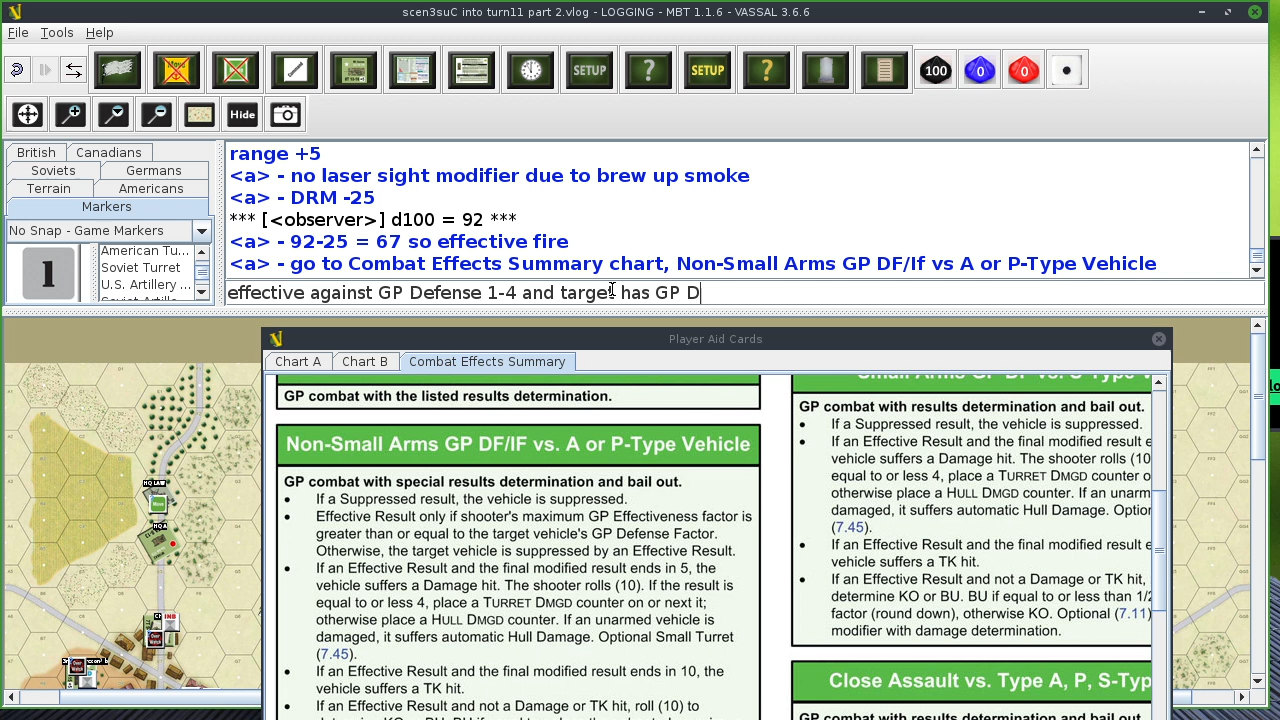 scen3suC into turn11 part 2.vlog - LOGGING - MBT 1.1.6 - VASSAL 3.6.6
File Tools Help
SETUP ? SETUP ? 100 0 0
Hide
British Canadians
Soviets Germans
Terrain Americans
Markers
No Snap - Game Markers
1
American Tu...
Soviet Turret
U.S. Artillery ...
range +5
<a> - no laser sight modifier due to brew up smoke
<a> - DRM -25
*** [<observer>] d100 = 92 ***
<a> - 92-25 = 67 so effective fire
<a> - go to Combat Effects Summary chart, Non-Small Arms GP DF/If vs A or P-Type Vehicle
effective against GP Defense 1-4 and target has GP D
Player Aid Cards
Chart A Chart B Combat Effects Summary
GP combat with the listed results determination.
Non-Small Arms GP DF/IF vs. A or P-Type Vehicle
GP combat with special results determination and bail out.
• If a Suppressed result, the vehicle is suppressed.
• Effective Result only if shooter's maximum GP Effectiveness factor is
greater than or equal to the target vehicle's GP Defense Factor.
Otherwise, the target vehicle is suppressed by an Effective Result.
• If an Effective Result and the final modified result ends in 5, the
vehicle suffers a Damage hit. The shooter rolls (10). If the result is
equal to or less 4, place a TURRET DMGD counter on or next it;
otherwise place a HULL DMGD counter. If an unarmed vehicle is
damaged, it suffers automatic Hull Damage. Optional Small Turret
(7.45).
• If an Effective Result and the final modified result ends in 10, the
vehicle suffers a TK hit.
• If an Effective Result and not a Damage or TK hit, roll (10) to
GP combat with results determination and bail out.
• If a Suppressed result, the vehicle is suppressed.
• If an Effective Result and the final modified result e
vehicle suffers a Damage hit. The shooter rolls (10
equal to or less 4, place a TURRET DMGD counter o
otherwise place a HULL DMGD counter. If an unarm
damaged, it suffers automatic Hull Damage. Option
(7.45).
• If an Effective Result and the final modified result e
vehicle suffers a TK hit.
• If an Effective Result and not a Damage or TK hit,
determine KO or BU. BU if equal to or less than 1/2
factor (round down), otherwise KO. Optional (7.11)
modifier with damage determination.
Close Assault vs. Type A, P, S-Typ
GP combat with results determination and bail out.
HQ LAW
HQ A